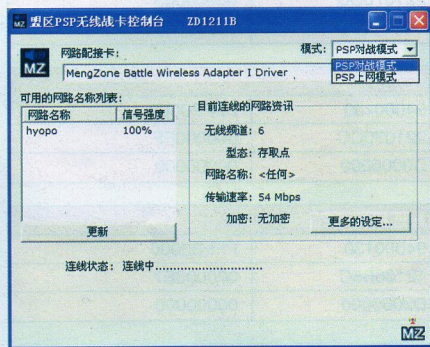 盟区PSP无线战卡控制台 ZD1211B
网路配接卡:
模式: PSP对战模式
MZ
MengZone Battle Wireless Adapter I Driver
PSP对战模式
PSP上网模式
可用的网路名称列表:
网路名称 信号强度
hyopo 100%
更新
目前连线的网路资讯
无线频道: 6
型态: 存取点
网路名称: <任何>
传输速率: 54 Mbps
加密: 无加密
更多的设定...
连线状态: 连线中..............................
MZ